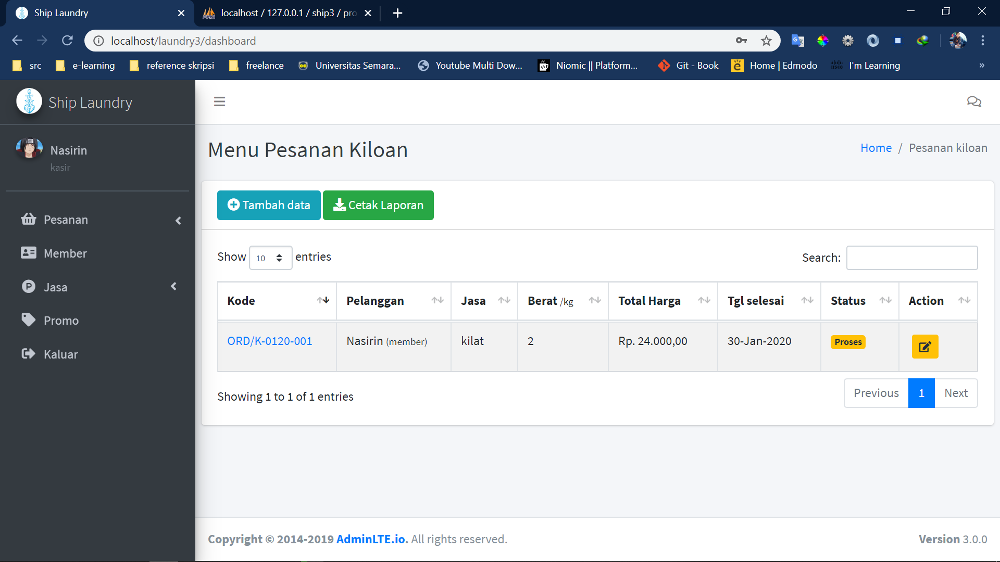 Ship Laundry
localhost / 127.0.0.1 / ship3 / pro
localhost/laundry3/dashboard
src e-learning reference skripsi freelance Universitas Semara... Youtube Multi Dow... Niomic || Platform... Git - Book Home | Edmodo I'm Learning »
Ship Laundry
Nasirin
kasir
Pesanan
Member
Jasa
Promo
Kaluar
Menu Pesanan Kiloan
Home / Pesanan kiloan
Tambah data Cetak Laporan
Show 10 entries
Search:
Kode Pelanggan Jasa Berat /kg Total Harga Tgl selesai Status Action
ORD/K-0120-001 Nasirin (member) kilat 2 Rp. 24.000,00 30-Jan-2020 Proses
Showing 1 to 1 of 1 entries
Previous 1 Next
Copyright © 2014-2019 AdminLTE.io. All rights reserved.
Version 3.0.0